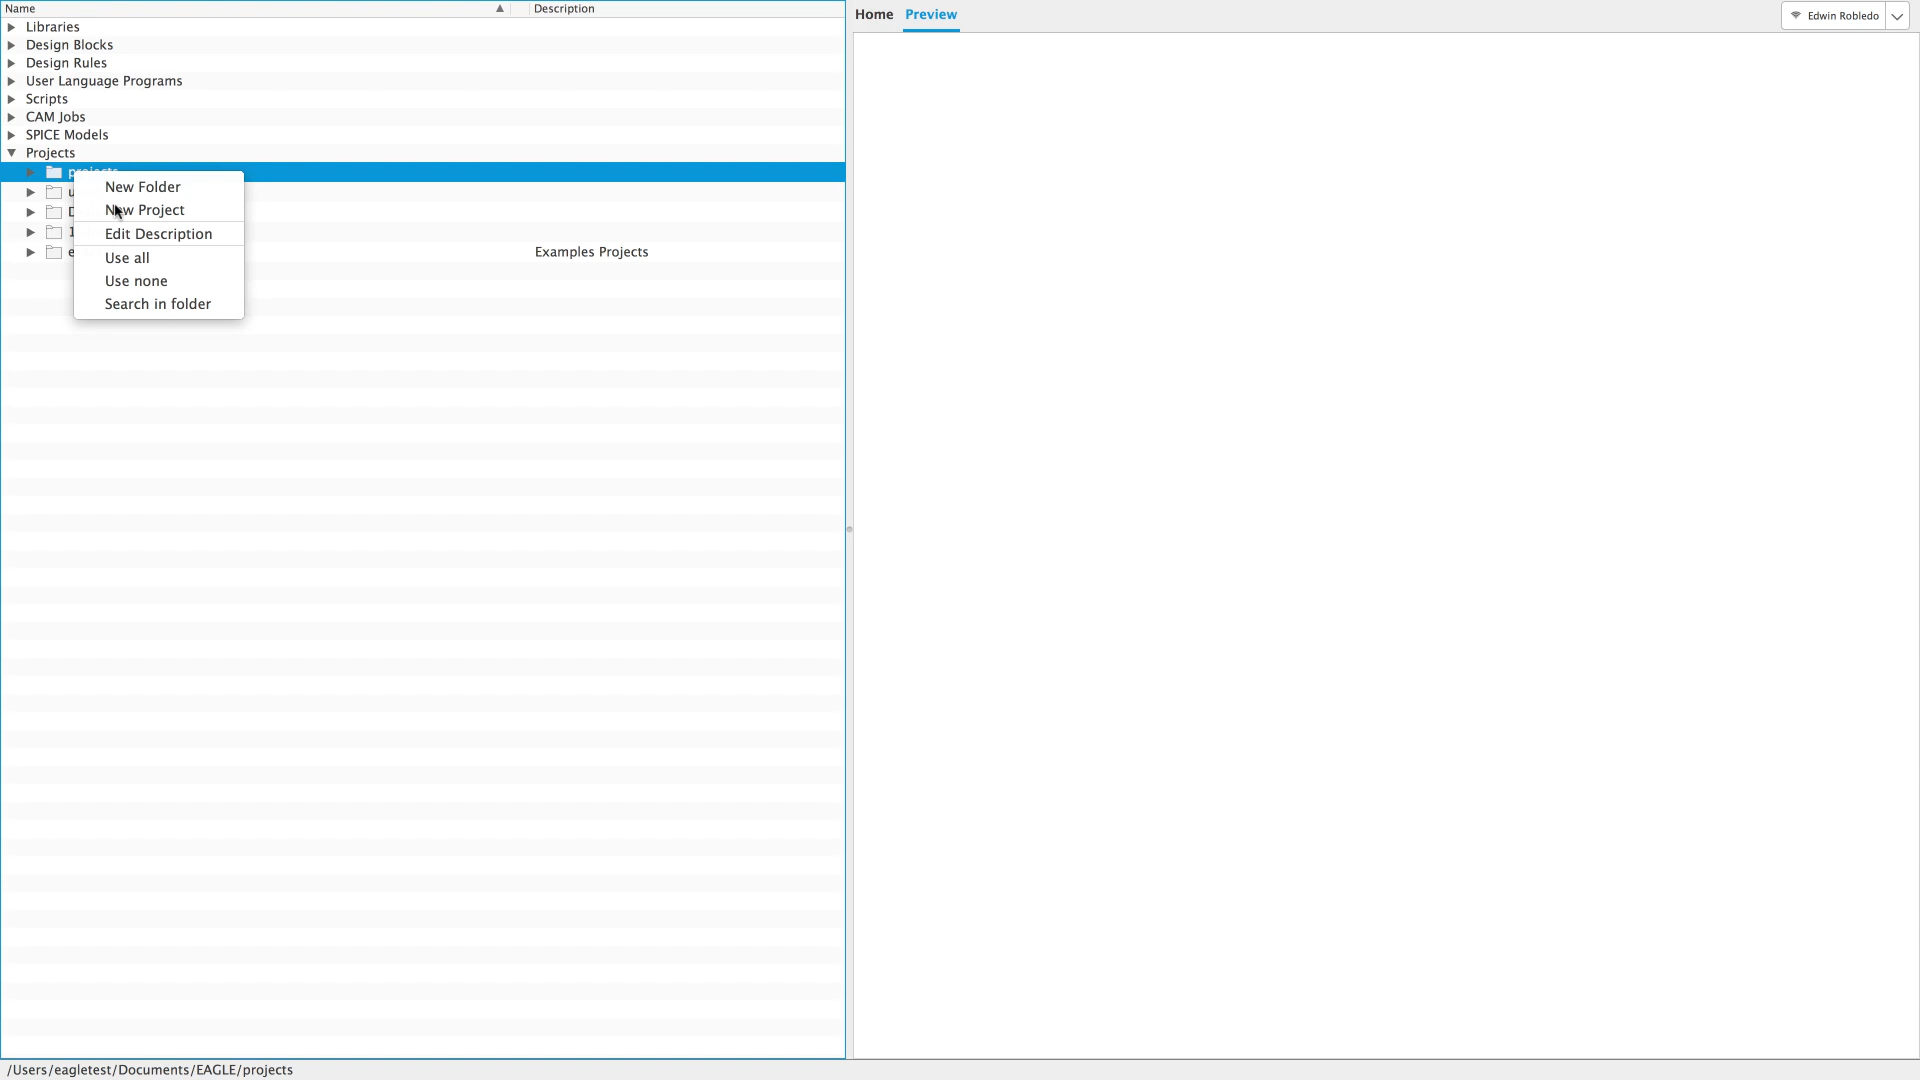 Name Description
Home Preview Edwin Robledo
Libraries
Design Blocks
Design Rules
User Language Programs
Scripts
CAM Jobs
SPICE Models
Projects
projects
New Folder
New Project
Edit Description
Examples Projects
Use all
Use none
Search in folder
/Users/eagletest/Documents/EAGLE/projects